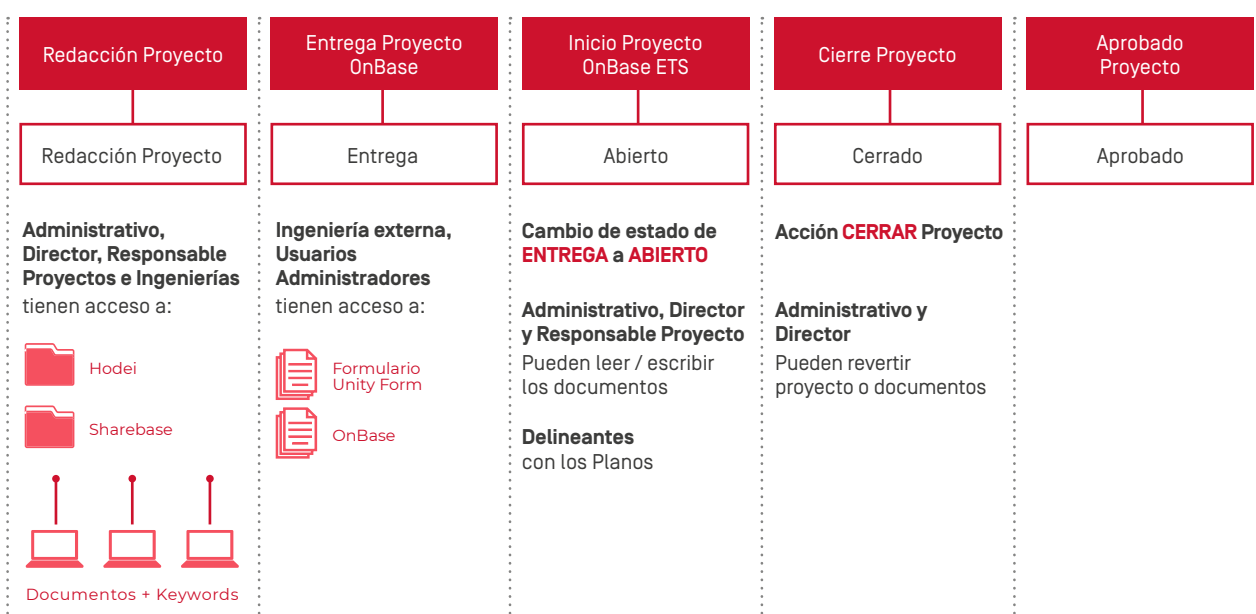 Redacción Proyecto
Redacción Proyecto
Administrativo,
Director, Responsable
Proyectos e Ingenierías
tienen acceso a:
Hodei
Sharebase
Documentos + Keywords
Entrega Proyecto
OnBase
Entrega
Ingeniería externa,
Usuarios
Administradores
tienen acceso a:
Formulario
Unity Form
OnBase
Inicio Proyecto
OnBase ETS
Abierto
Cambio de estado de
ENTREGA a ABIERTO
Administrativo, Director
y Responsable Proyecto
Pueden leer / escribir
los documentos
Delineantes
con los Planos
Cierre Proyecto
Cerrado
Acción CERRAR Proyecto
Administrativo y
Director
Pueden revertir
proyecto o documentos
Aprobado
Proyecto
Aprobado